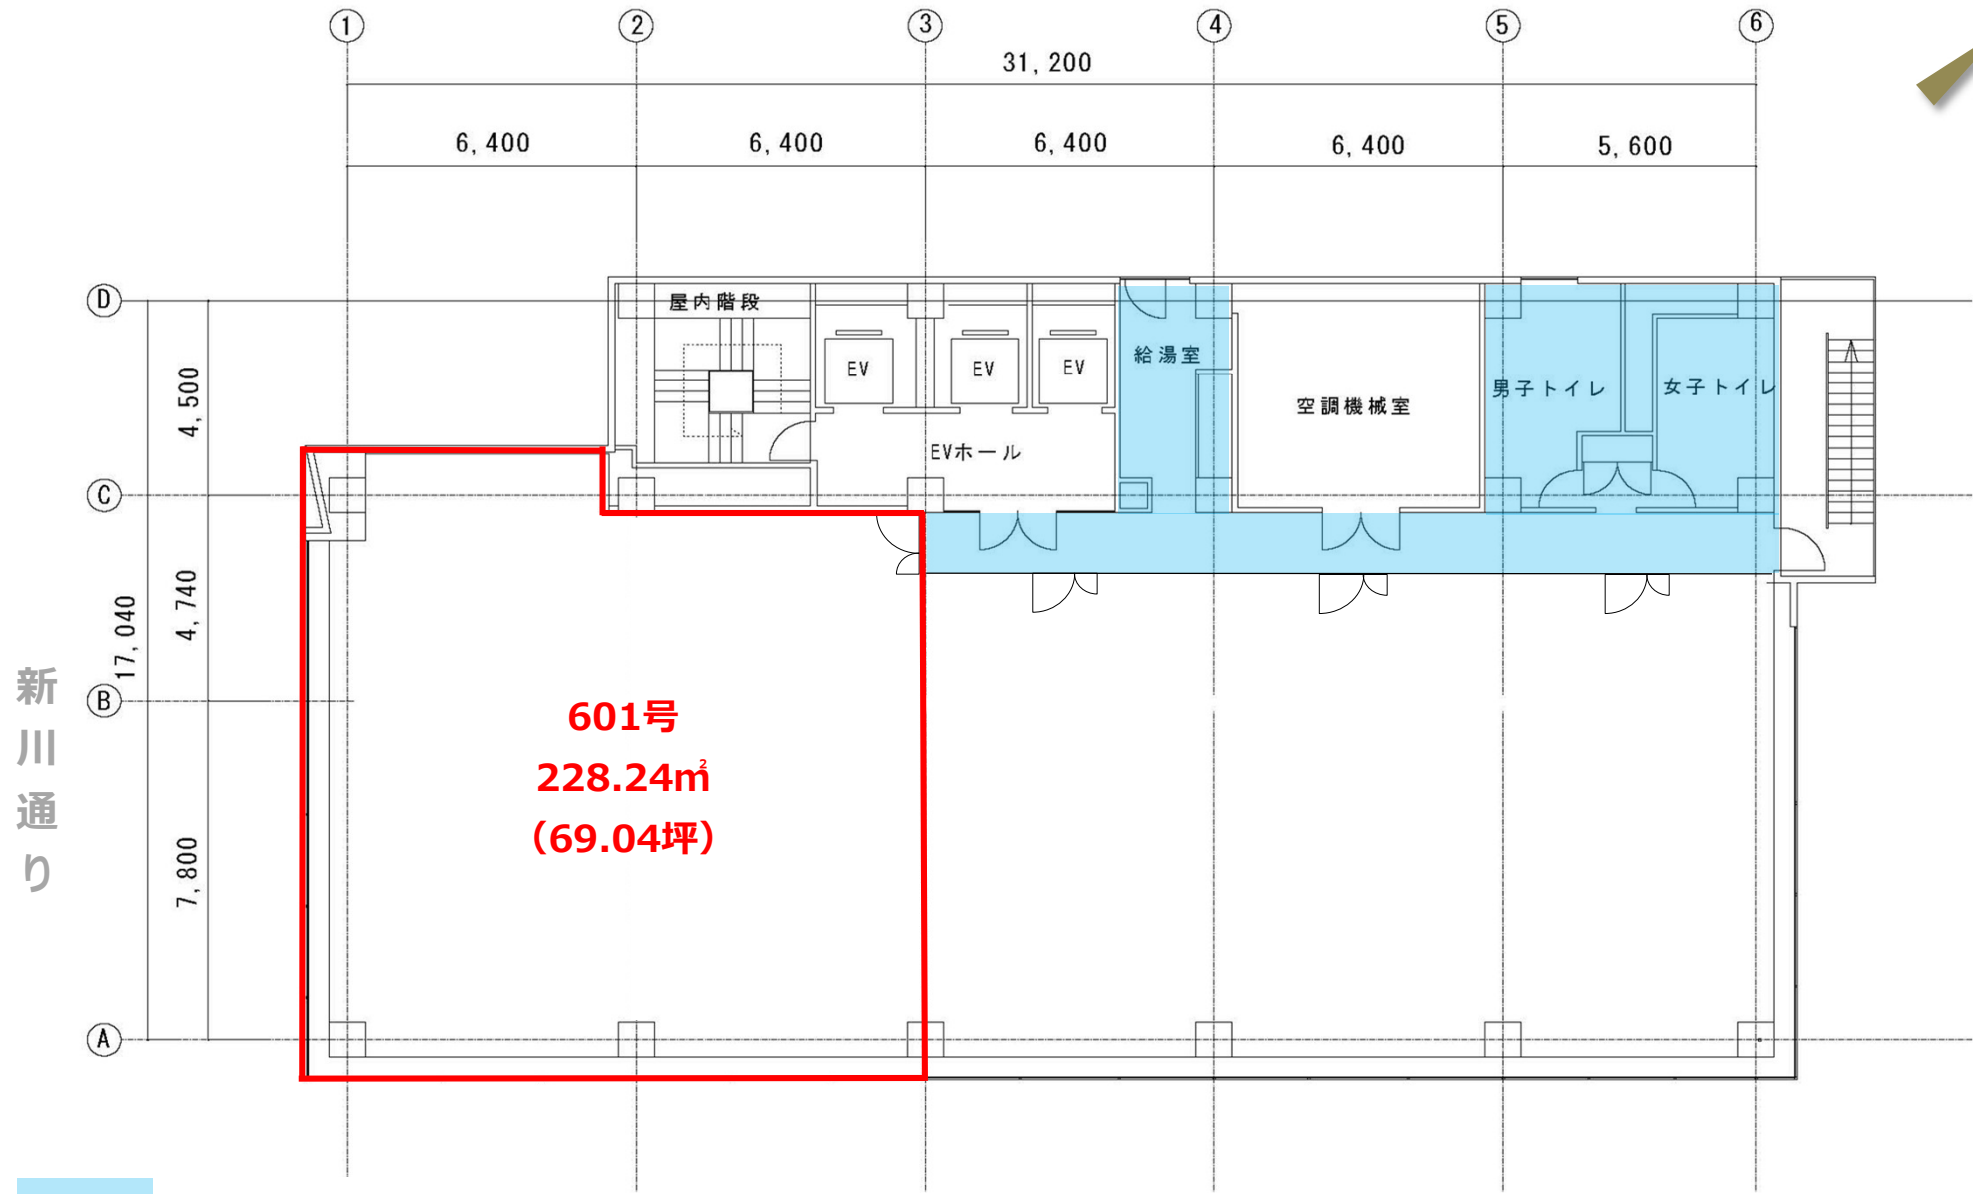 1
2
3
4
5
6
31,200
6,400
6,400
6,400
6,400
5,600
D
C
B
A
4,500
4,740
17,040
7,800
屋内階段
EV
EV
EV
EVホール
給湯室
空調機械室
男子トイレ
女子トイレ
新川通り
601号
228.24㎡
（69.04坪）